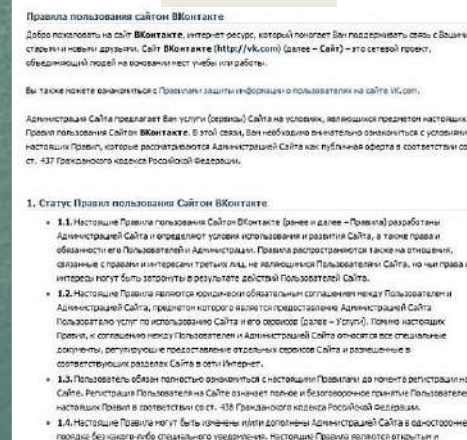 Правила пользования сайтом ВКонтакте
Добро пожаловать на сайт ВКонтакте, интернет-ресурс, который помогает Вам поддерживать связь с Вашими
старыми и новыми друзьями. Сайт ВКонтакте (http://vk.com) (далее – Сайт) – это сетевой проект,
объединяющий людей на основании мест учебы или работы.
Вы также можете ознакомиться с Правилами защиты информации о пользователях на сайте VK.com.
Администрация Сайта предлагает Вам услуги (сервисы) Сайта на условиях, являющихся предметом настоящих
Правил пользования Сайтом ВКонтакте. В этой связи, Вам необходимо внимательно ознакомиться с условиями
настоящих Правил, которые рассматриваются Администрацией Сайта как публичная оферта в соответствии со
ст. 437 Гражданского кодекса Российской Федерации.
1. Статус Правил пользования Сайтом ВКонтакте
• 1.1. Настоящие Правила пользования Сайтом ВКонтакте (ранее и далее – Правила) разработаны
Администрацией Сайта и определяют условия использования и развития Сайта, а также права и
обязанности его Пользователей и Администрации. Правила распространяются также на отношения,
связанные с правами и интересами третьих лиц, не являющимися Пользователями Сайта, но чьи права и
интересы могут быть затронуты в результате действий Пользователей Сайта.
• 1.2. Настоящие Правила являются юридически обязательным соглашением между Пользователем и
Администрацией Сайта, предметом которого является предоставление Администрацией Сайта
Пользователю услуг по использованию Сайта и его сервисов (далее – Услуги). Помимо настоящих
Правил, к соглашению между Пользователем и Администрацией Сайта относятся все специальные
документы, регулирующие предоставление отдельных сервисов Сайта и размещенные в
соответствующих разделах Сайта в сети Интернет.
• 1.3. Пользователь обязан полностью ознакомиться с настоящими Правилами до момента регистрации на
Сайте. Регистрация Пользователя на Сайте означает полное и безоговорочное принятие Пользователем
настоящих Правил в соответствии со ст. 438 Гражданского кодекса Российской Федерации.
• 1.4. Настоящие Правила могут быть изменены и/или дополнены Администрацией Сайта в одностороннем
порядке без какого-либо специального уведомления. Настоящие Правила являются открытым и